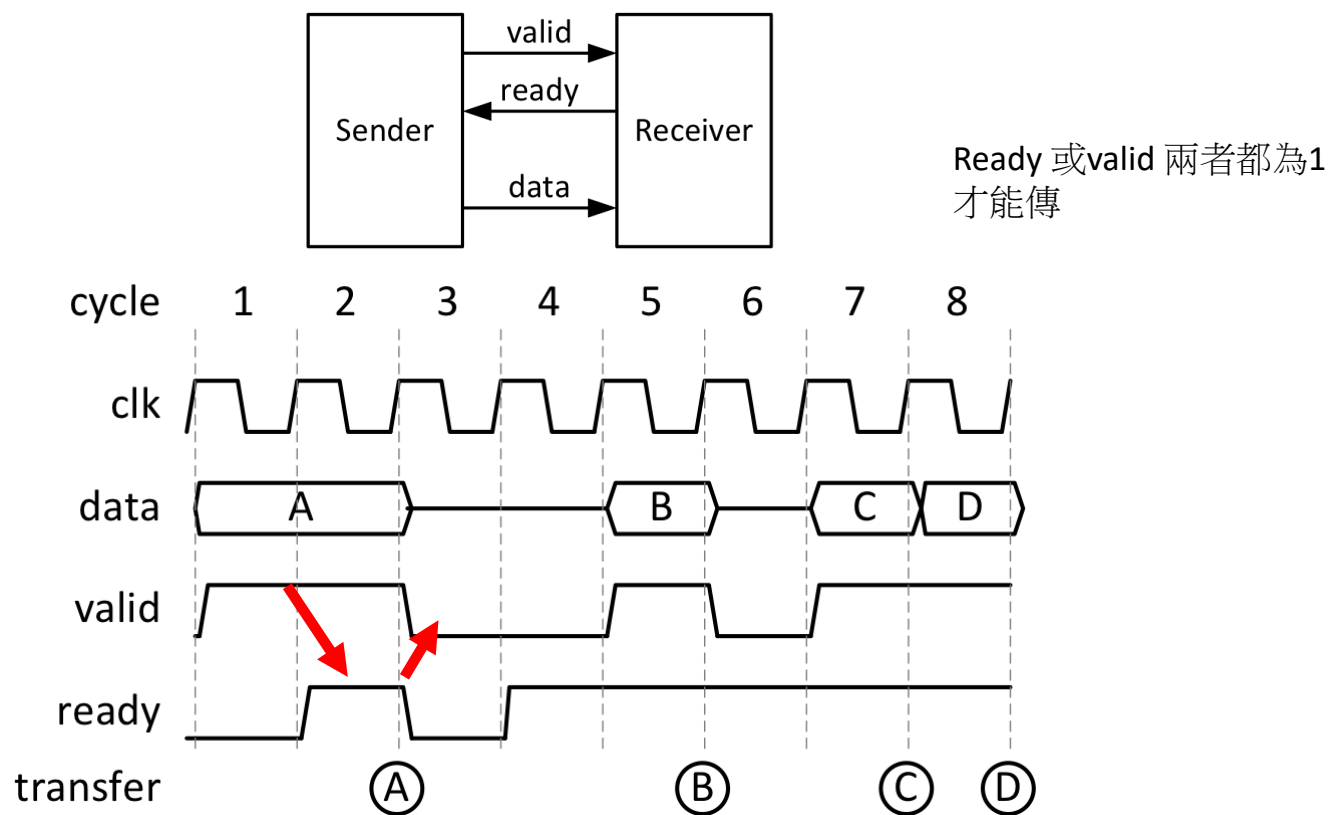 valid
ready
Sender
Receiver
data
Ready 或valid 兩者都為1
才能傳
cycle 1 2 3 4 5 6 7 8
clk
data A B C D
valid
ready
transfer A B C D